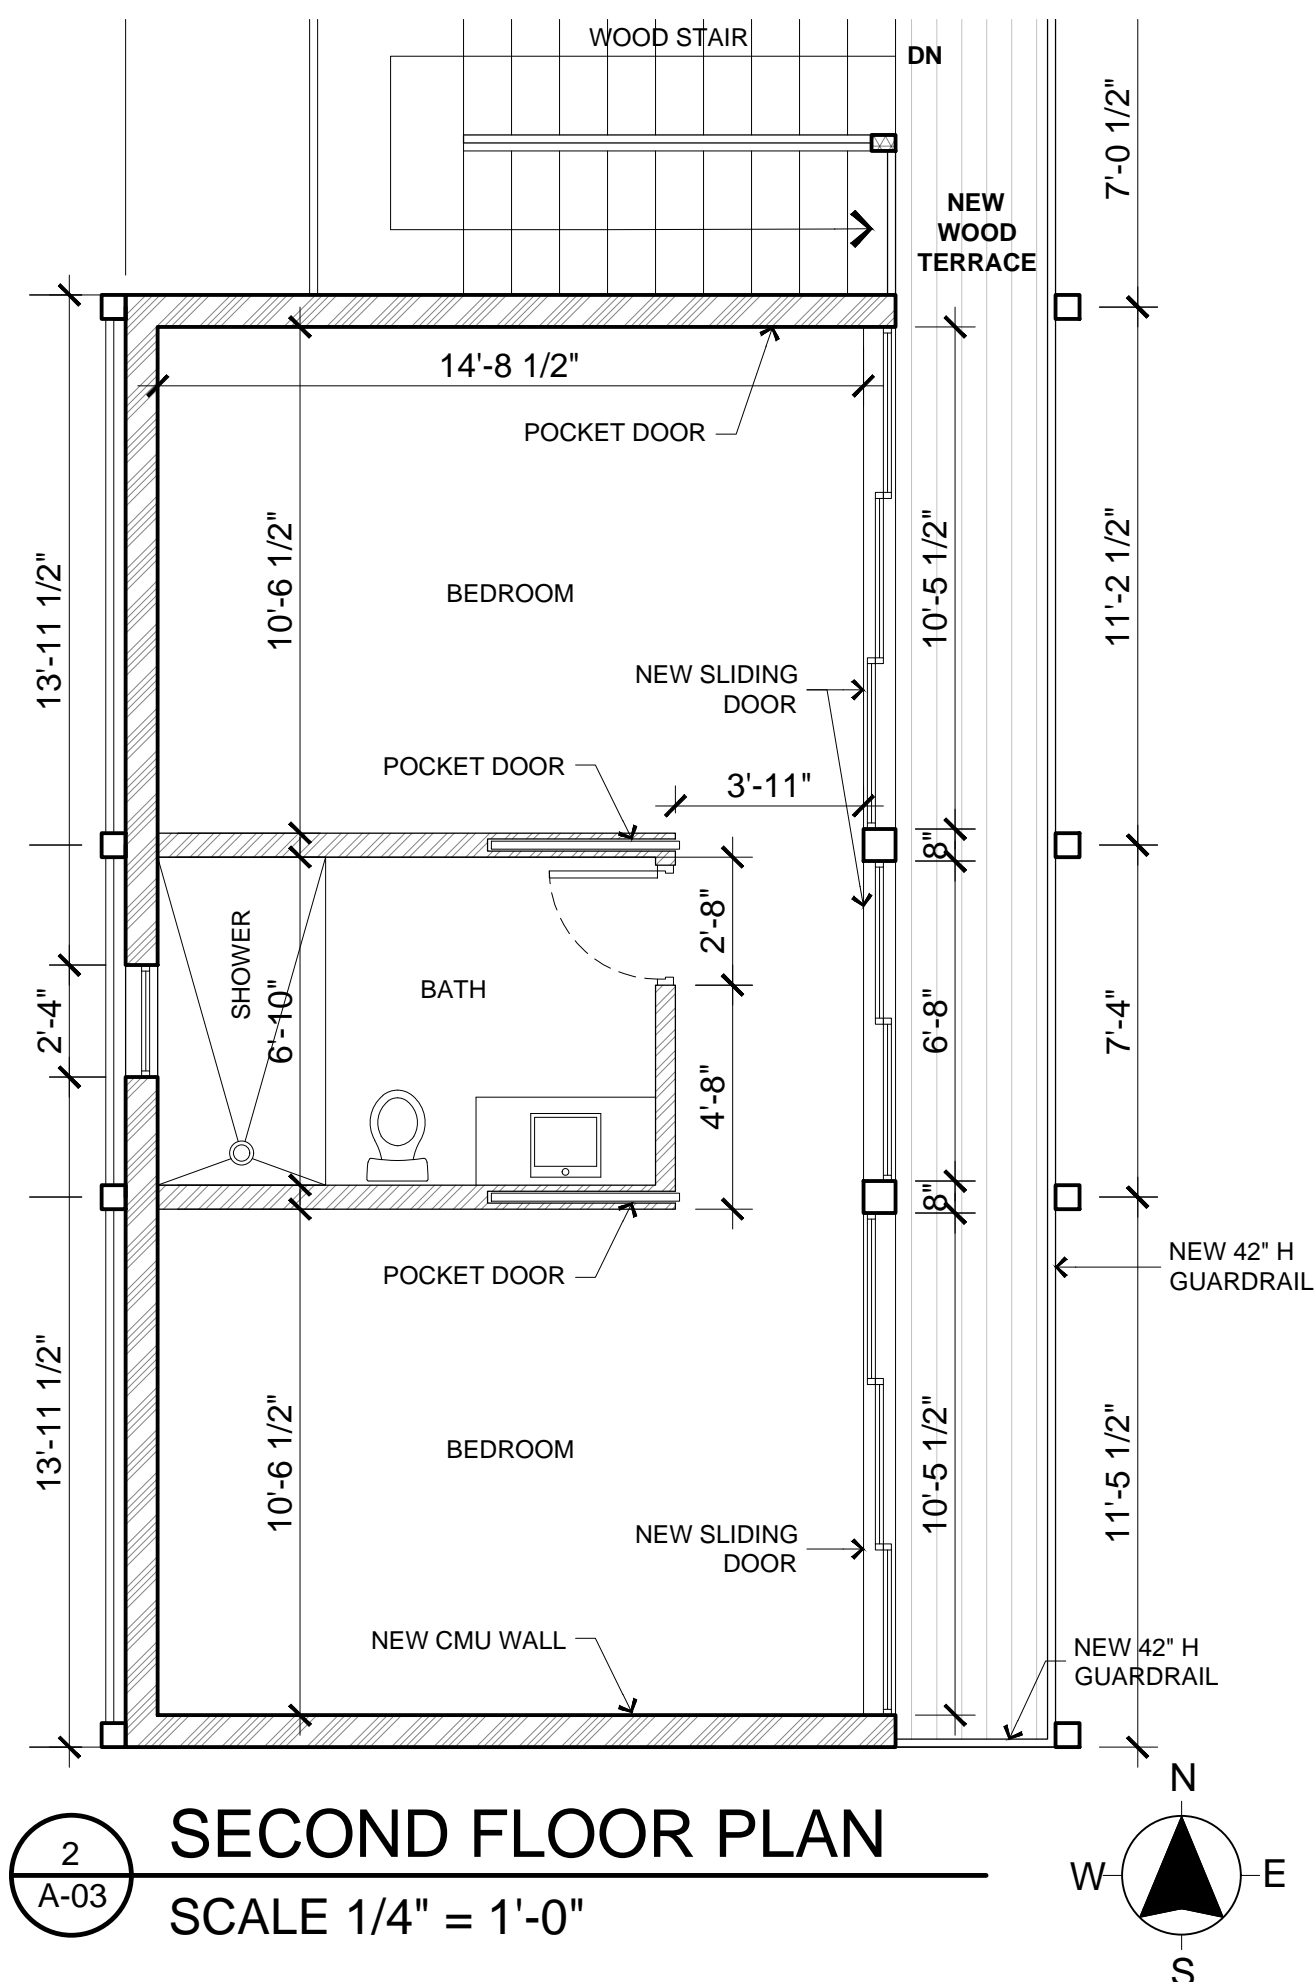 WOOD STAIR
DN
7'-0 1/2"
NEW
WOOD
TERRACE
14'-8 1/2"
POCKET DOOR
13'-11 1/2"
10'-6 1/2"
BEDROOM
10'-5 1/2"
11'-2 1/2"
NEW SLIDING
DOOR
POCKET DOOR
3'-11"
8"
SHOWER
2'-8"
BATH
2'-4"
6'-10"
6'-8"
7'-4"
4'-8"
8"
POCKET DOOR
NEW 42" H
GUARDRAIL
13'-11 1/2"
10'-6 1/2"
BEDROOM
10'-5 1/2"
11'-5 1/2"
NEW SLIDING
DOOR
NEW CMU WALL
NEW 42" H
GUARDRAIL
2
A-03
SECOND FLOOR PLAN
SCALE 1/4" = 1'-0"
N
W
E
S